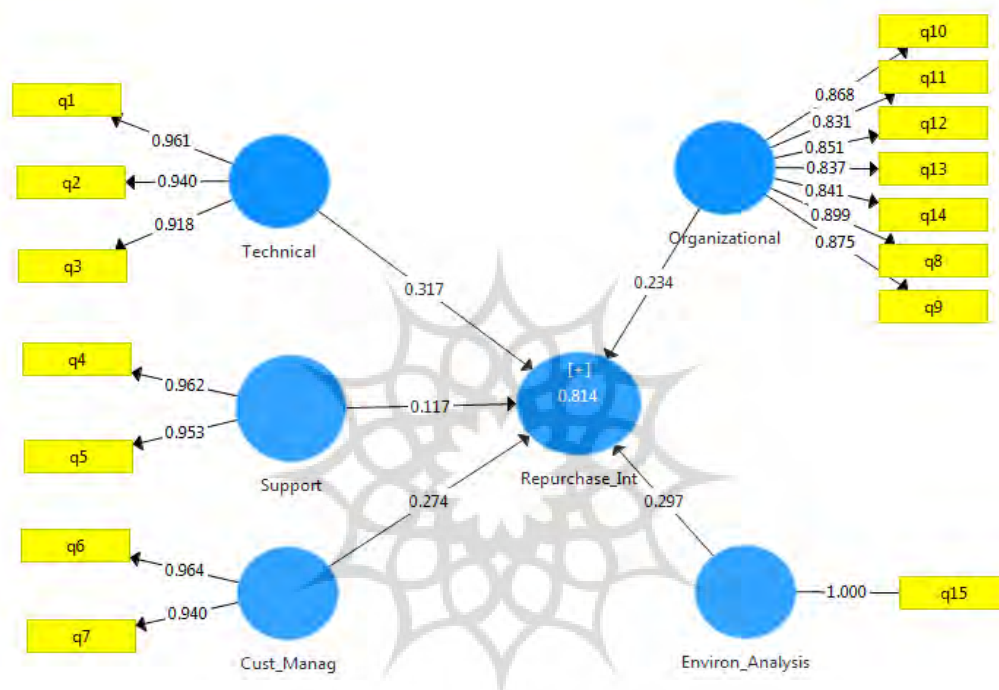 q10
q11
q12
q13
q14
q8
q9
0.868
0.831
0.851
0.837
0.841
0.899
0.875
Organizational
0.234
q1
q2
q3
0.961
0.940
0.918
Technical
0.317
q4
q5
0.962
0.953
Support
0.117
[+]
0.814
Repurchase_Int
q6
q7
0.964
0.940
Cust_Manag
0.274
0.297
1.000
q15
Environ_Analysis